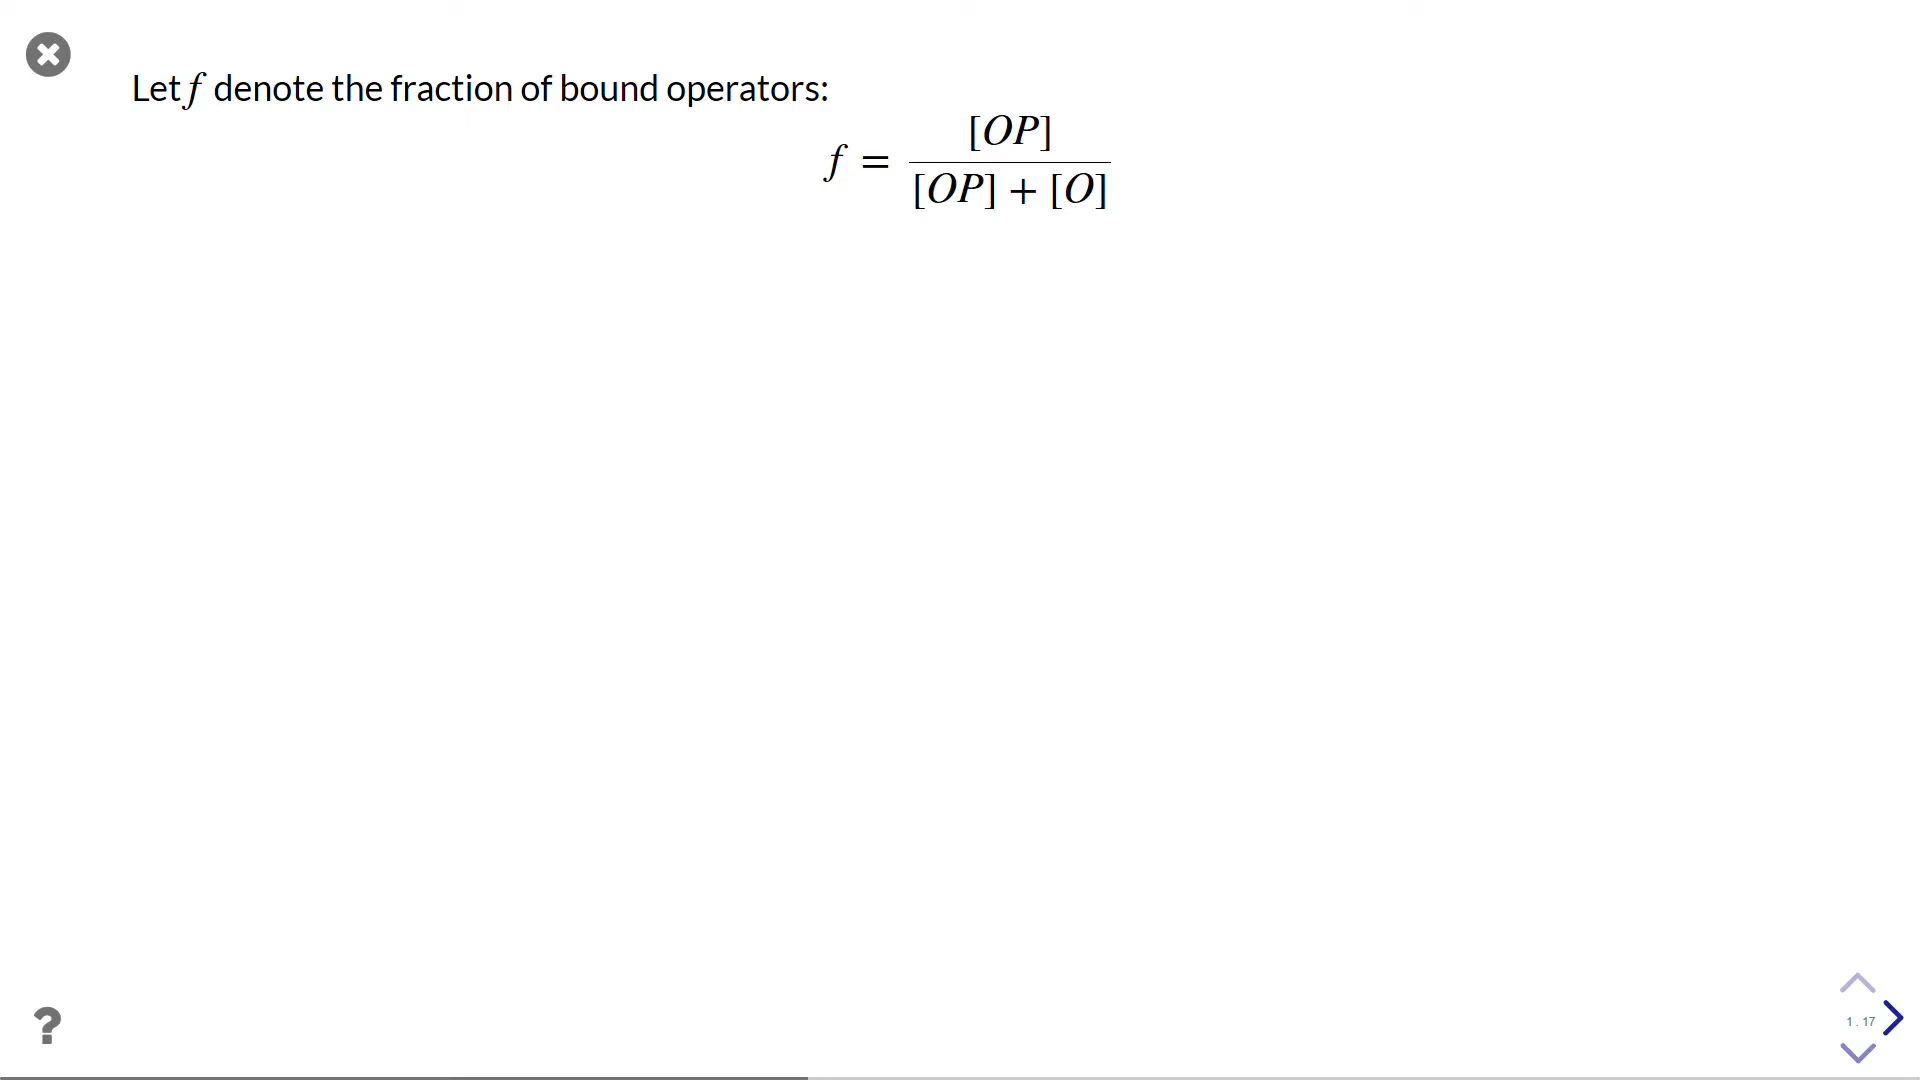 Let f denote the fraction of bound operators:
f = [OP] / [OP] + [O]
1 . 17
?